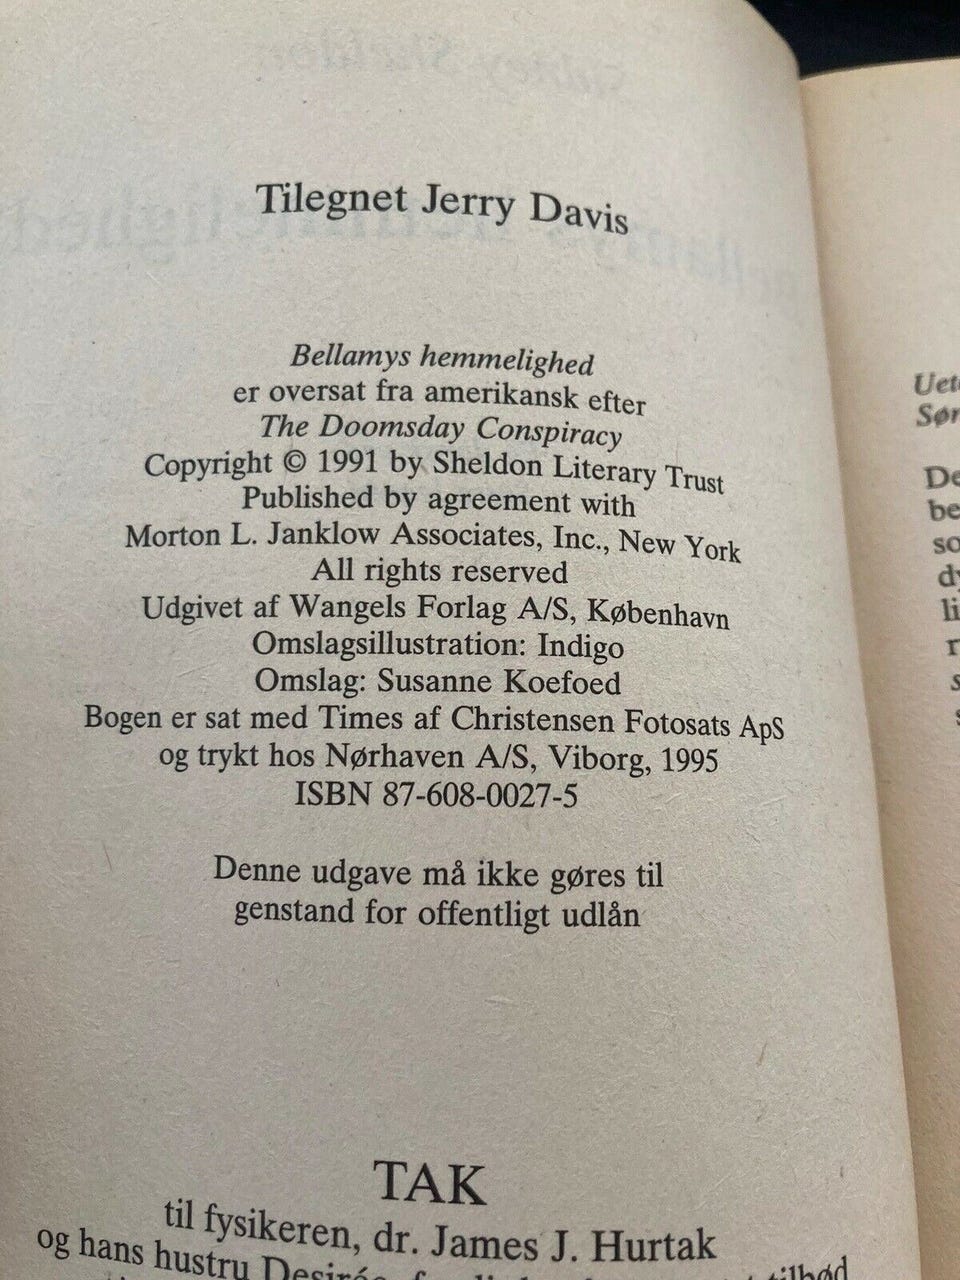 Tilegnet Jerry Davis
Bellamys hemmelighed
er oversat fra amerikansk efter
The Doomsday Conspiracy
Copyright © 1991 by Sheldon Literary Trust
Published by agreement with
Morton L. Janklow Associates, Inc., New York
All rights reserved
Udgivet af Wangels Forlag A/S, København
Omslagsillustration: Indigo
Omslag: Susanne Koefoed
Bogen er sat med Times af Christensen Fotosats ApS
og trykt hos Nørhaven A/S, Viborg, 1995
ISBN 87-608-0027-5
Denne udgave må ikke gøres til
genstand for offentligt udlån
TAK
til fysikeren, dr. James J. Hurtak
og hans hustru Desirée,